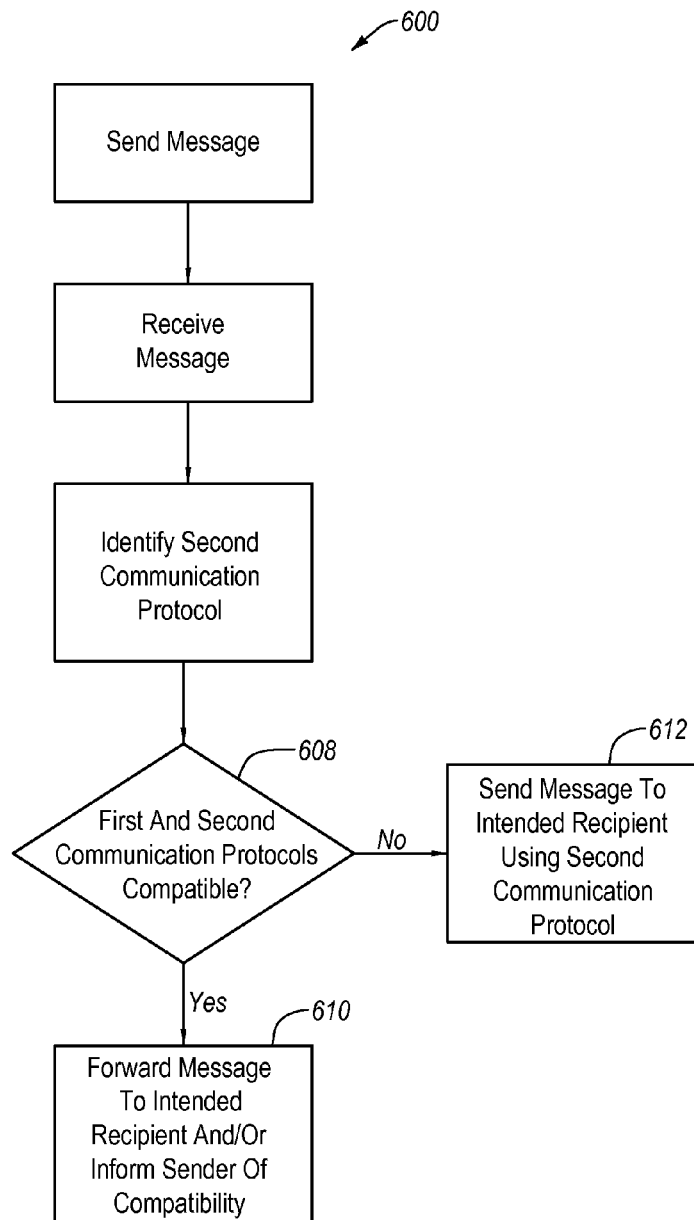 600
Send Message
Receive
Message
Identify Second
Communication
Protocol
608
First And Second
Communication Protocols
Compatible?
No
612
Send Message To
Intended Recipient
Using Second
Communication
Protocol
Yes
610
Forward Message
To Intended
Recipient And/Or
Inform Sender Of
Compatibility